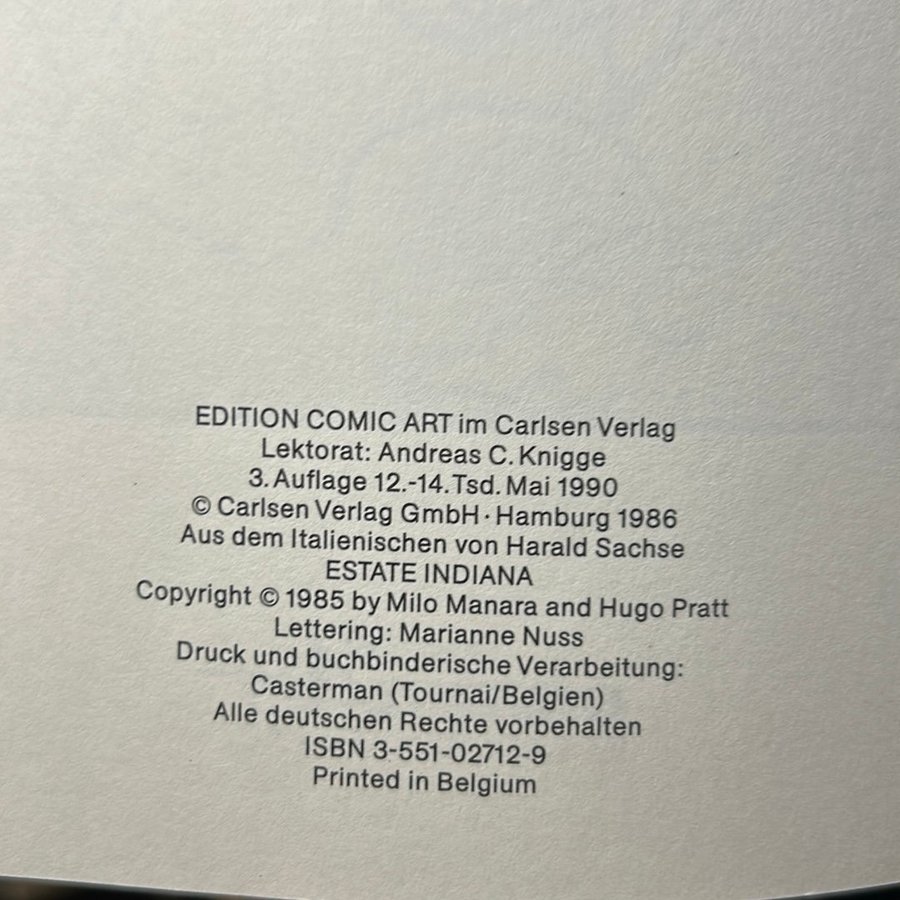 EDITION COMIC ART im Carlsen Verlag
Lektorat: Andreas C. Knigge
3. Auflage 12.-14. Tsd. Mai 1990
© Carlsen Verlag GmbH · Hamburg 1986
Aus dem Italienischen von Harald Sachse
ESTATE INDIANA
Copyright © 1985 by Milo Manara and Hugo Pratt
Lettering: Marianne Nuss
Druck und buchbinderische Verarbeitung:
Casterman (Tournai/Belgien)
Alle deutschen Rechte vorbehalten
ISBN 3-551-02712-9
Printed in Belgium